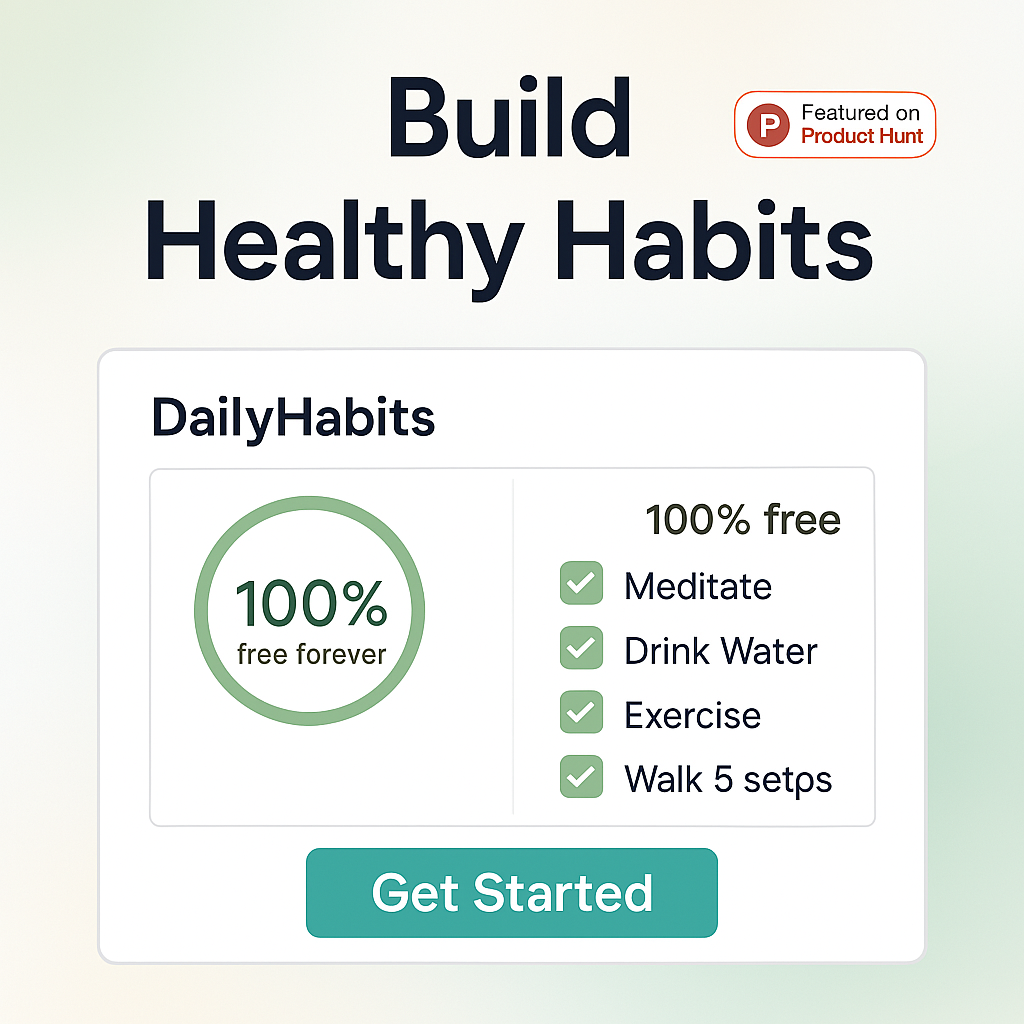 Build
Healthy Habits
P
Featured on
Product Hunt
DailyHabits
100%
free forever
100% free
Meditate
Drink Water
Exercise
Walk 5 setps
Get Started